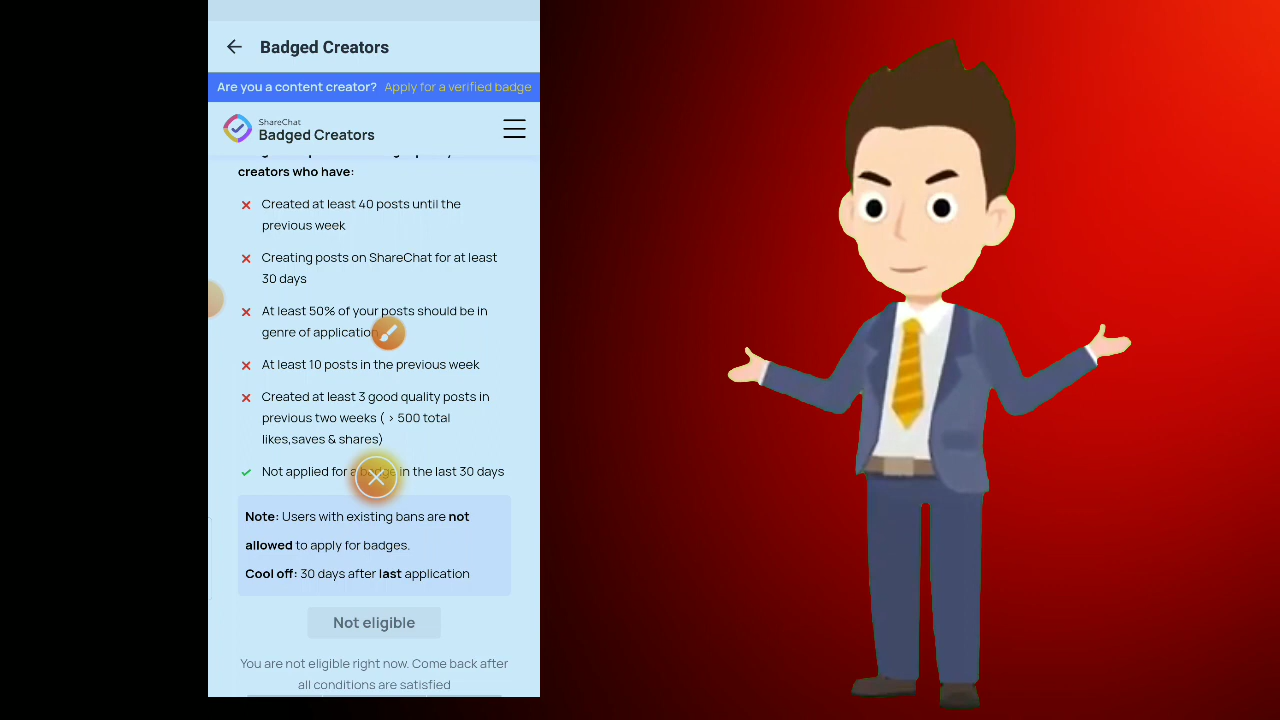 Badged Creators
Are you a content creator? Apply for a verified badge
ShareChat
Badged Creators
creators who have:
Created at least 40 posts until the
previous week
Creating posts on ShareChat for at least
30 days
At least 50% of your posts should be in
genre of application
At least 10 posts in the previous week
Created at least 3 good quality posts in
previous two weeks ( > 500 total
likes,saves & shares)
Not applied for a badge in the last 30 days
Note: Users with existing bans are not
allowed to apply for badges.
Cool off: 30 days after last application
Not eligible
You are not eligible right now. Come back after
all conditions are satisfied